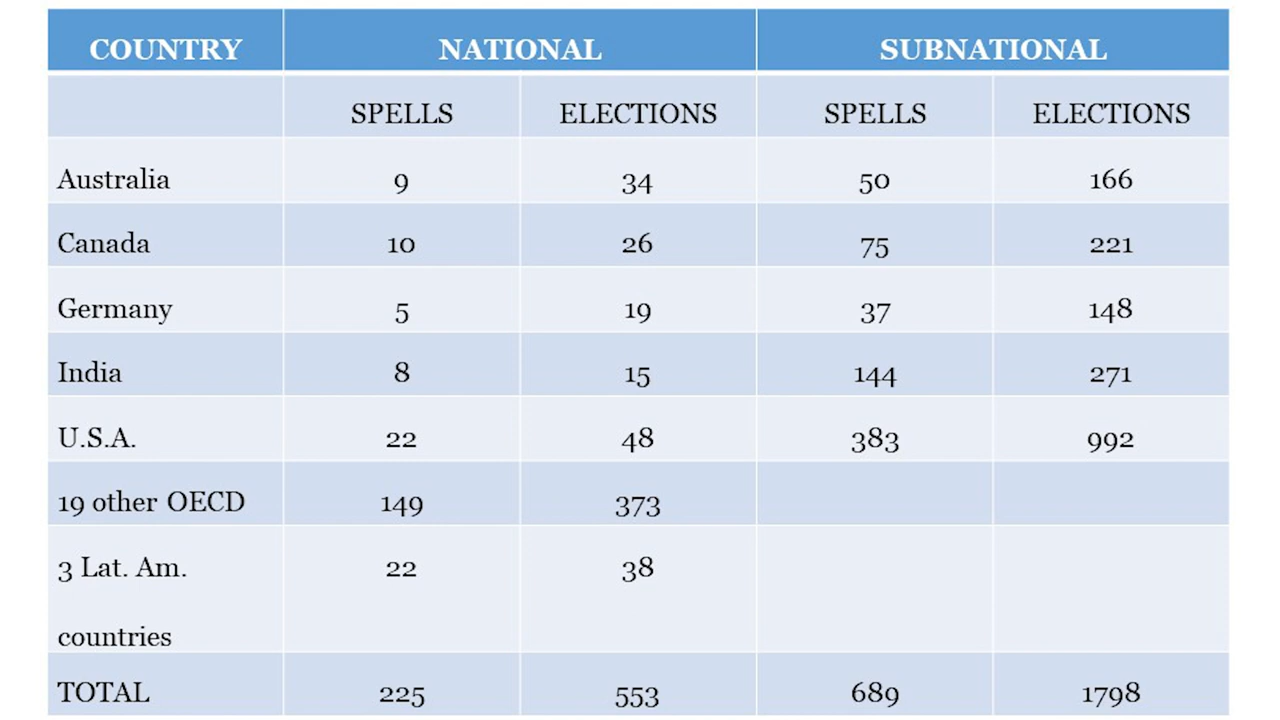 COUNTRY NATIONAL SUBNATIONAL
SPELLS ELECTIONS SPELLS ELECTIONS
Australia 9 34 50 166
Canada 10 26 75 221
Germany 5 19 37 148
India 8 15 144 271
U.S.A. 22 48 383 992
19 other OECD 149 373
3 Lat. Am. 22 38
countries
TOTAL 225 553 689 1798